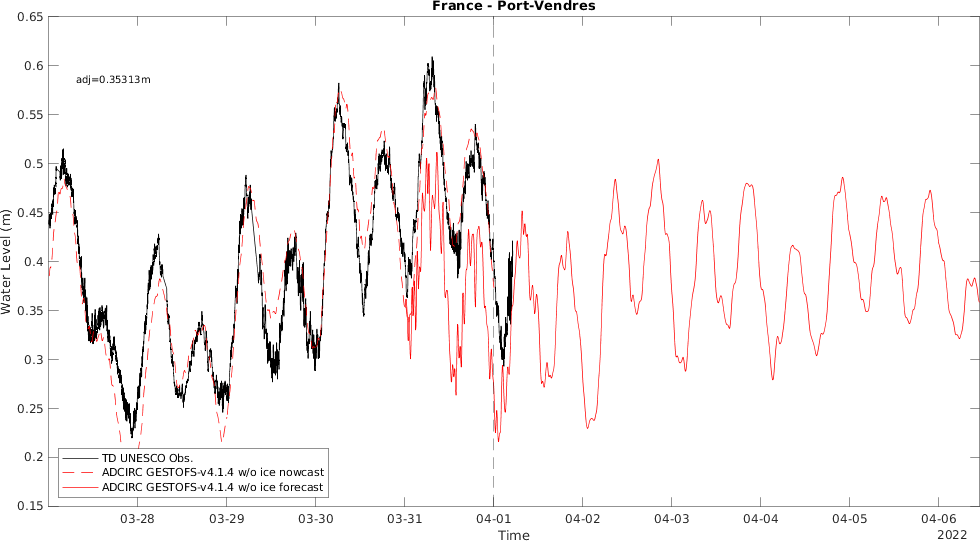 France - Port-Vendres
0.65
0.6
0.55
0.5
0.45
0.4
0.35
0.3
0.25
0.2
0.15
Water Level (m)
adj=0.35313m
TD UNESCO Obs.
ADCIRC GESTOFS-v4.1.4 w/o ice nowcast
ADCIRC GESTOFS-v4.1.4 w/o ice forecast
03-28 03-29 03-30 03-31 04-01 04-02 04-03 04-04 04-05 04-06
2022
Time